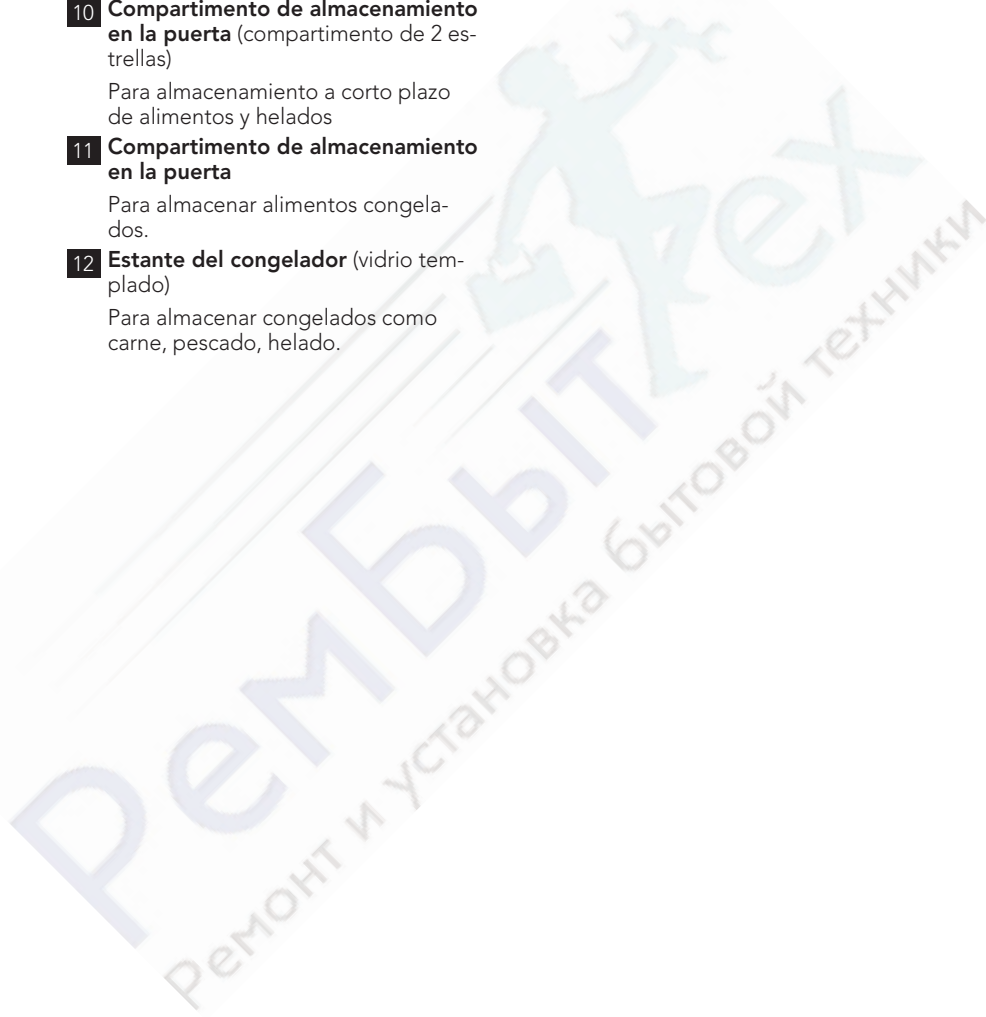 10 Compartimento de almacenamiento
en la puerta (compartimento de 2 es-
trellas)
Para almacenamiento a corto plazo
de alimentos y helados
11 Compartimento de almacenamiento
en la puerta
Para almacenar alimentos congela-
dos.
12 Estante del congelador (vidrio tem-
plado)
Para almacenar congelados como
carne, pescado, helado.
РемБытТех
Ремонт и установка бытовой техники